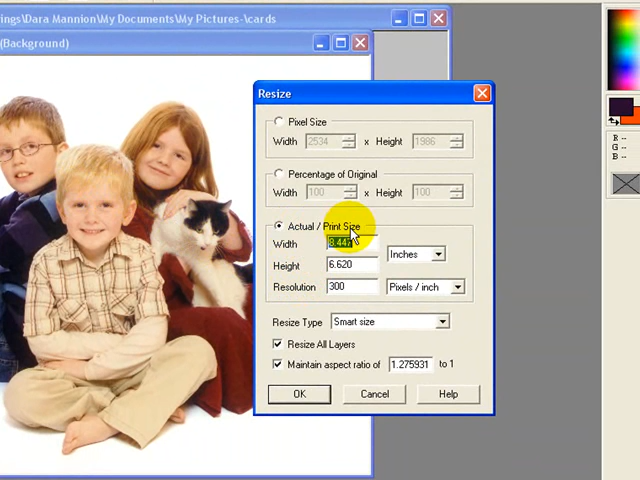 ings\Dara Mannion\My Documents\My Pictures-\cards
(Background)
Resize
Pixel Size
Width 2534 x Height 1986
Percentage of Original
Width 100 x Height 100
Actual / Print Size
Width 8.447
Inches
Height 6.620
Resolution 300 Pixels / inch
Resize Type Smart size
Resize All Layers
Maintain aspect ratio of 1.275931 to 1
OK Cancel Help
R --
G --
B --